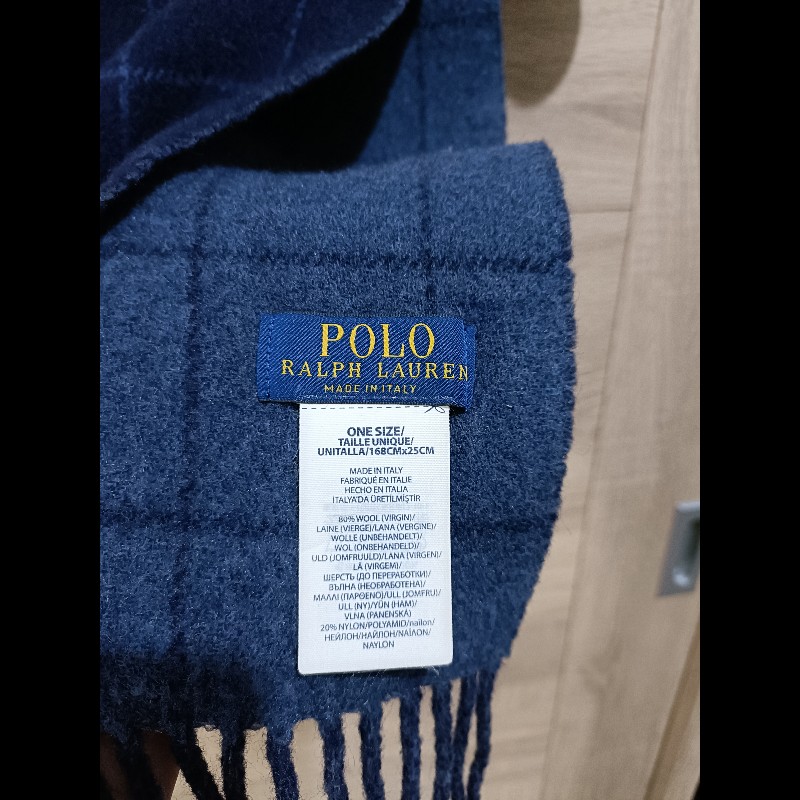 POLO
RALPH LAUREN
MADE IN ITALY
ONE SIZE/
TAILLE UNIQUE/
UNITALLA/168CMx25CM
MADE IN ITALY
FABRIQUÉ EN ITALIE
HECHO EN ITALIA
İTALYA'DA ÜRETİLMİŞTİR
80% WOOL (VIRGIN)/
LAINE (VIERGE)/LANA (VERGINE)/
WOLLE (UNBEHANDELT)/
WOL (ONBEHANDELD)/
ULD (JOMFRUULD)/LANA (VIRGEN)/
LÃ (VIRGEM)/
ШЕРСТЬ (ДО ПЕРЕРАБОТКИ)/
ВЪЛНА (НЕОБРАБОТЕНА)/
ΜΑΛΛΙ (ΠΑΡΘΕΝΟ)/ULL (JOMFRU)/
ULL (NY)/YÜN (HAM)/
VLNA (PANENSKÁ)
20% NYLON/POLYAMID/nailon/
НЕЙЛОН/НАЙЛОН/ΝΑΪΛΟΝ/
NAYLON